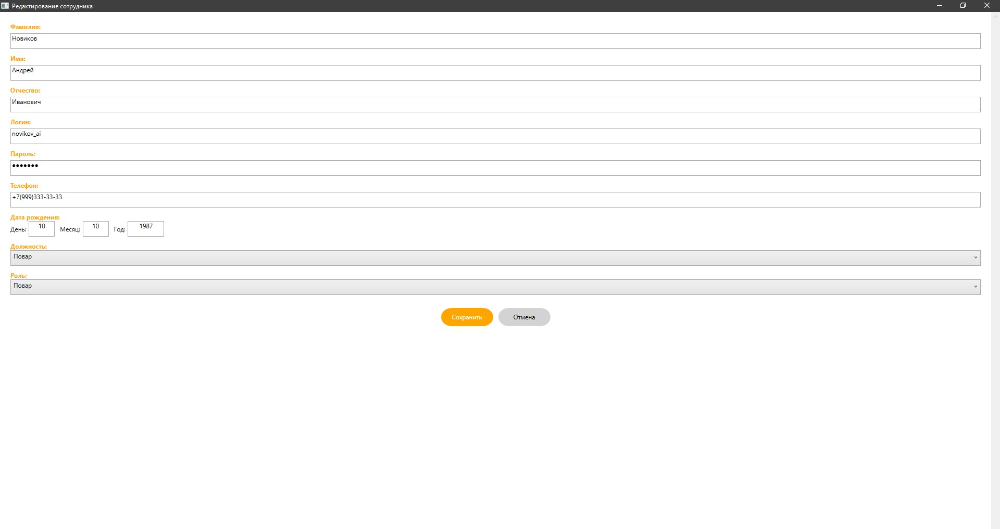 Редактирование сотрудника
Фамилия:
Новиков
Имя:
Андрей
Отчество:
Иванович
Логин:
novikov_ai
Пароль:
●●●●●●●
Телефон:
+7(999)333-33-33
Дата рождения:
День: 10 Месяц: 10 Год: 1987
Должность:
Повар
Роль:
Повар
Сохранить Отмена